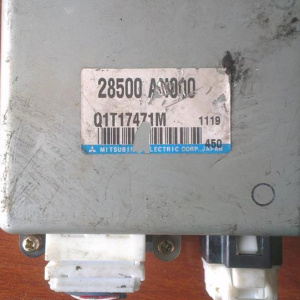 28500 AN000
Q1T17471M 1119
450
MITSUBISHI ELECTRIC CORP. JAPAN